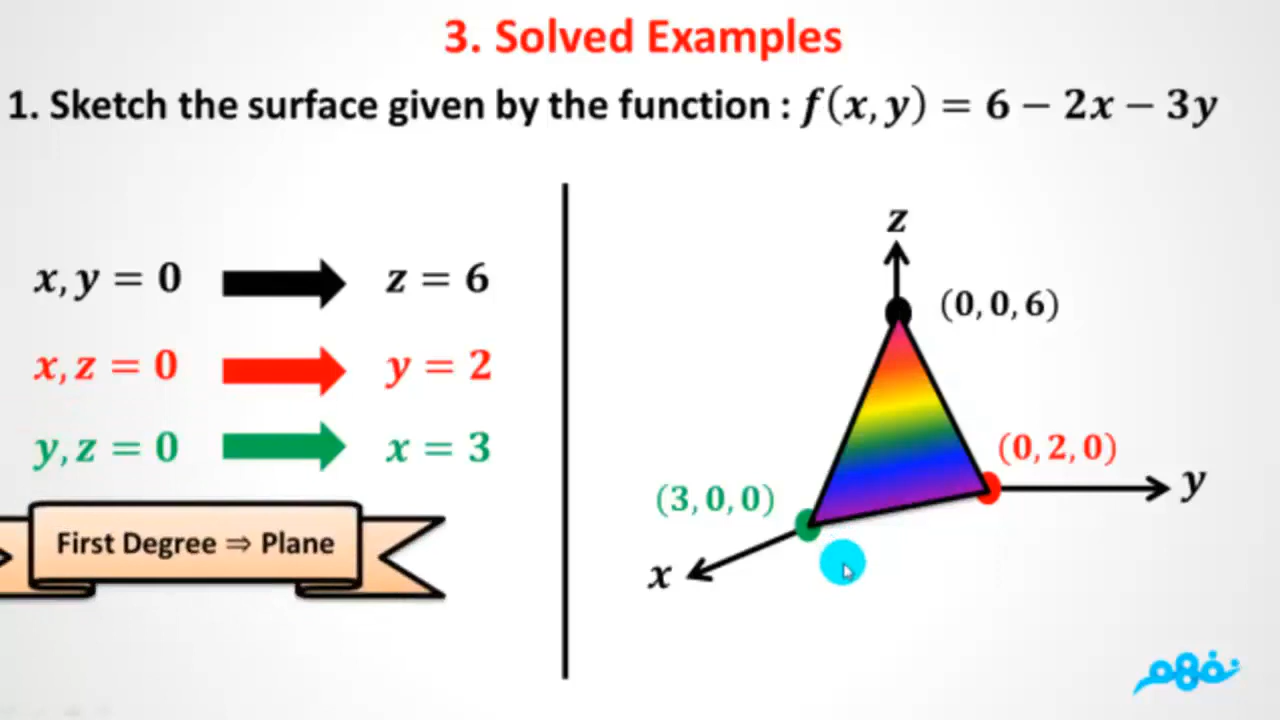 3. Solved Examples
1. Sketch the surface given by the function : f(x, y) = 6 − 2x − 3y
x, y = 0 z = 6
x, z = 0 y = 2
y, z = 0 x = 3
First Degree ⇒ Plane
z
(0, 0, 6)
(0, 2, 0)
y
(3, 0, 0)
x
نفهم